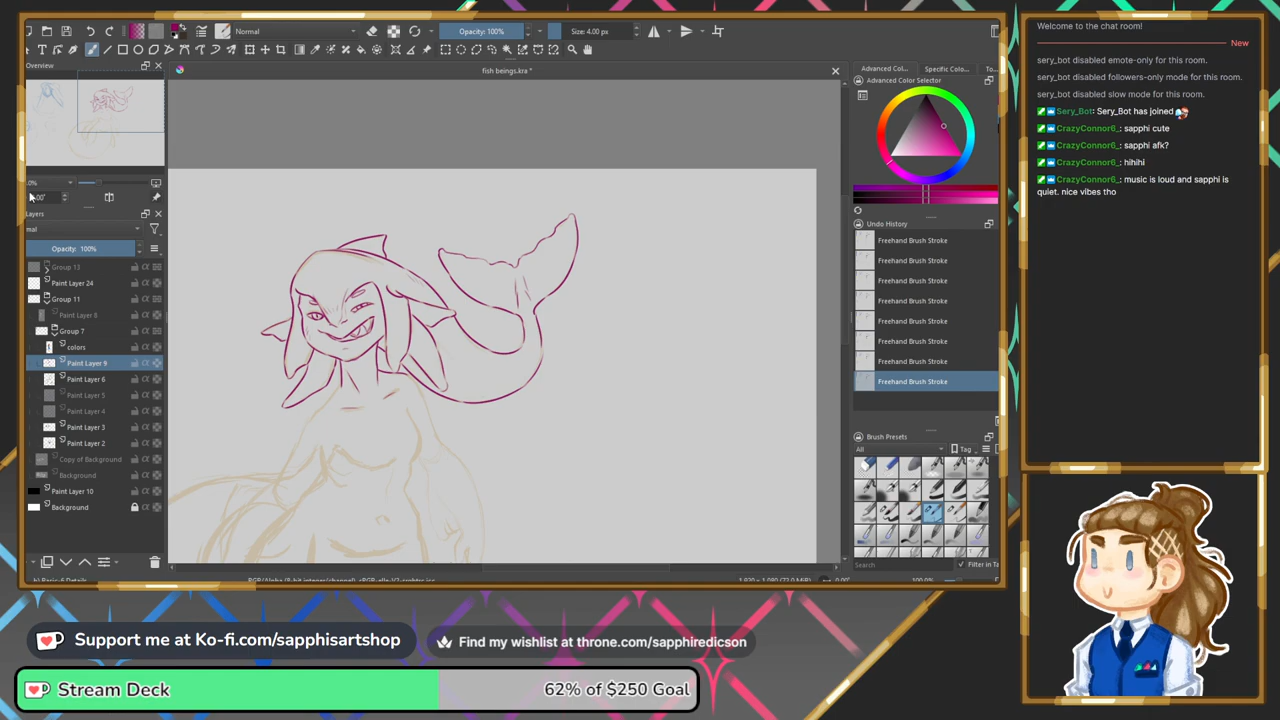 Normal
Opacity: 100%
Size: 4.00 px
Overview
fish beings.kra *
Layers
Opacity: 100%
Group 13
Paint Layer 24
Group 11
Paint Layer 8
Group 7
colors
Paint Layer 9
Paint Layer 6
Paint Layer 5
Paint Layer 4
Paint Layer 3
Paint Layer 2
Copy of Background
Background
Paint Layer 10
Background
Advanced Col...
Specific Colo...
To...
Advanced Color Selector
Undo History
Freehand Brush Stroke
Freehand Brush Stroke
Freehand Brush Stroke
Freehand Brush Stroke
Freehand Brush Stroke
Freehand Brush Stroke
Freehand Brush Stroke
Freehand Brush Stroke
Brush Presets
All
Tag
Search
Filter in Ta
Welcome to the chat room!
New
sery_bot disabled emote-only for this room.
sery_bot disabled followers-only mode for this room.
sery_bot disabled slow mode for this room.
Sery_Bot: Sery_Bot has joined
CrazyConnor6_: sapphi cute
CrazyConnor6_: sapphi afk?
CrazyConnor6_: hihihi
CrazyConnor6_: music is loud and sapphi is
quiet. nice vibes tho
Support me at Ko-fi.com/sapphisartshop
Find my wishlist at throne.com/sapphiredicson
Stream Deck
62% of $250 Goal